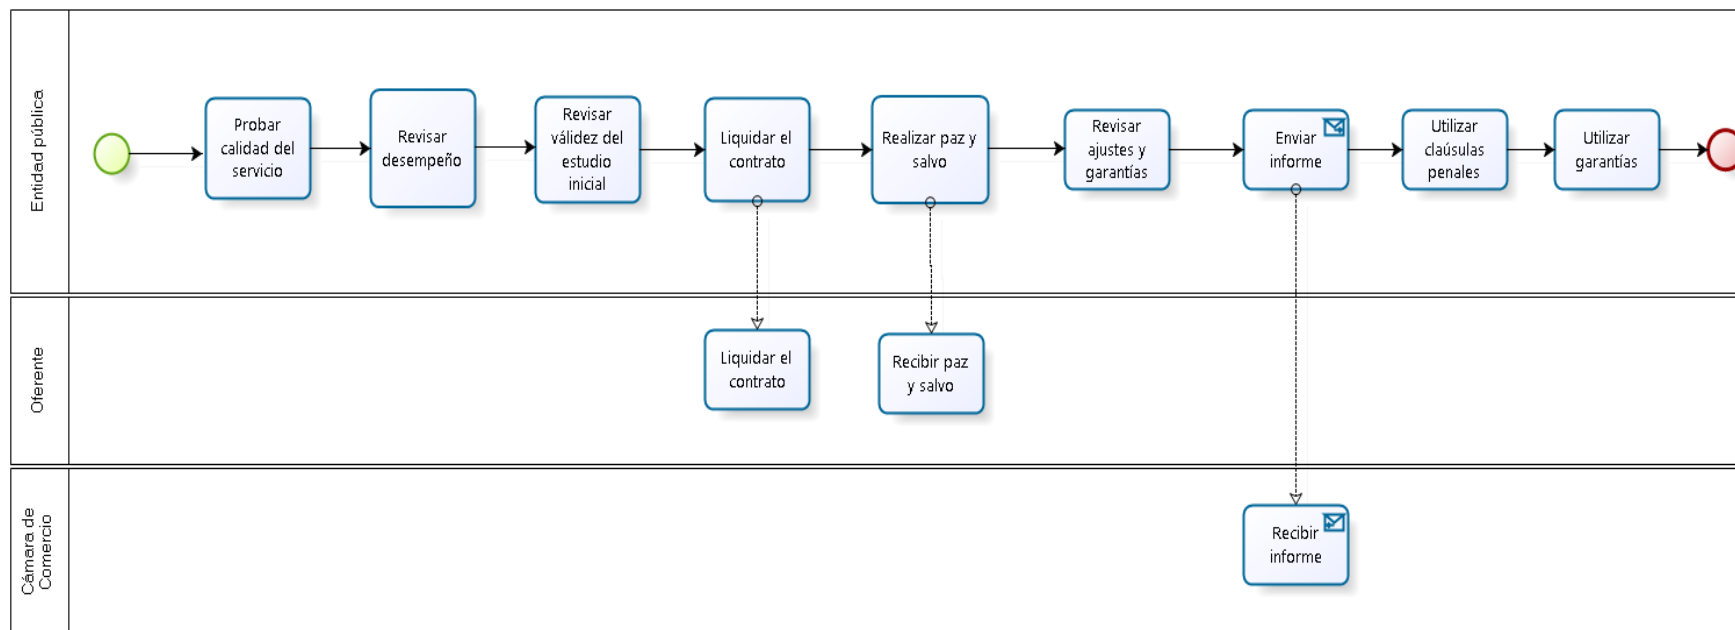 Entidad pública
Probar
calidad del
servicio
Revisar
desempeño
Revisar
válidez del
estudio
inicial
Liquidar el
contrato
Realizar paz y
salvo
Revisar
ajustes y
garantías
Enviar
informe
Utilizar
claúsulas
penales
Utilizar
garantías
Oferente
Liquidar el
contrato
Recibir paz
y salvo
Cámara de
Comercio
Recibir
informe